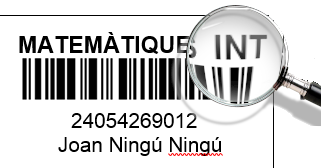 MATEMÀTIQUES INT
24054269012
Joan Ningú Ningú